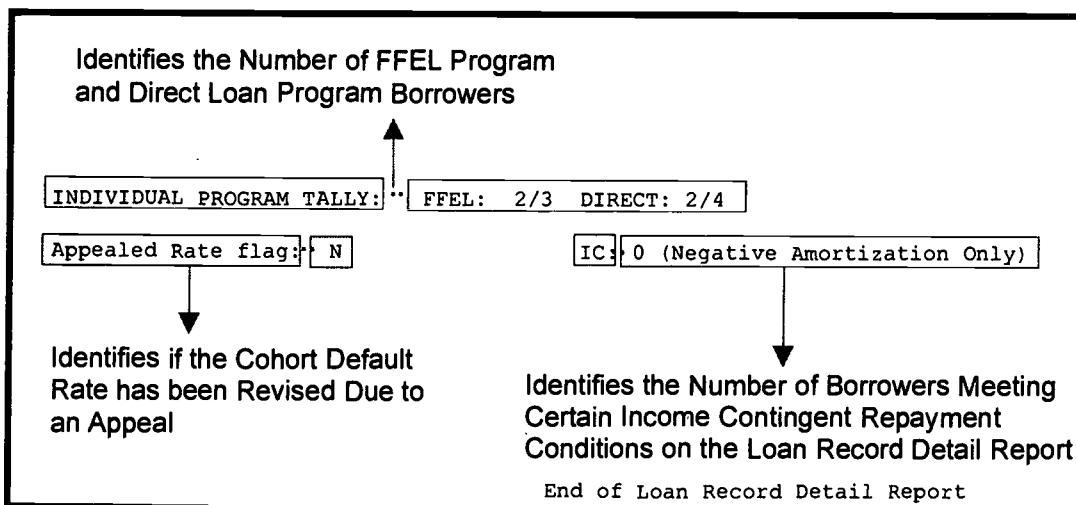 Identifies the Number of FFEL Program
and Direct Loan Program Borrowers
INDIVIDUAL PROGRAM TALLY: FFEL: 2/3 DIRECT: 2/4
Appealed Rate flag: N IC: 0 (Negative Amortization Only)
Identifies if the Cohort Default
Rate has been Revised Due to
an Appeal
Identifies the Number of Borrowers Meeting
Certain Income Contingent Repayment
Conditions on the Loan Record Detail Report
End of Loan Record Detail Report